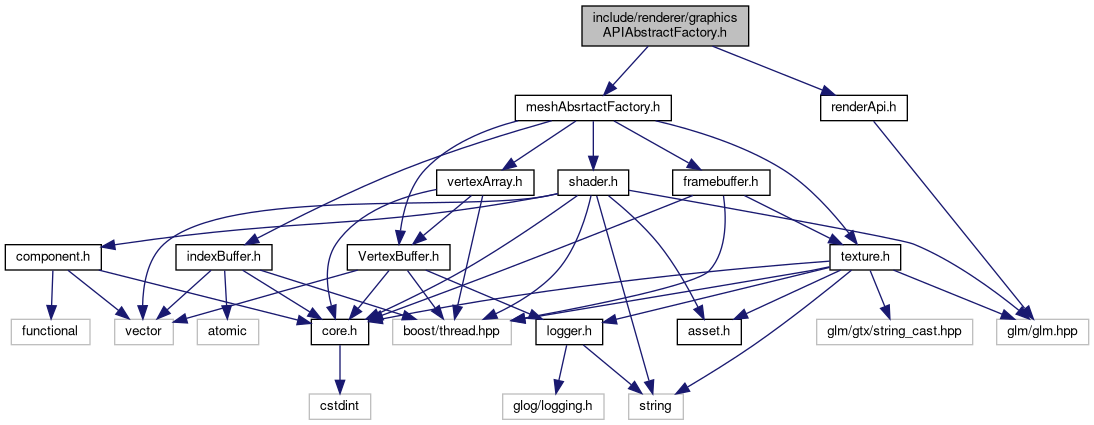 include/renderer/graphics
APIAbstractFactory.h
meshAbsrtactFactory.h
renderApi.h
vertexArray.h
shader.h
framebuffer.h
component.h
indexBuffer.h
VertexBuffer.h
texture.h
functional
vector
atomic
core.h
boost/thread.hpp
logger.h
asset.h
glm/gtx/string_cast.hpp
glm/glm.hpp
cstdint
glog/logging.h
string